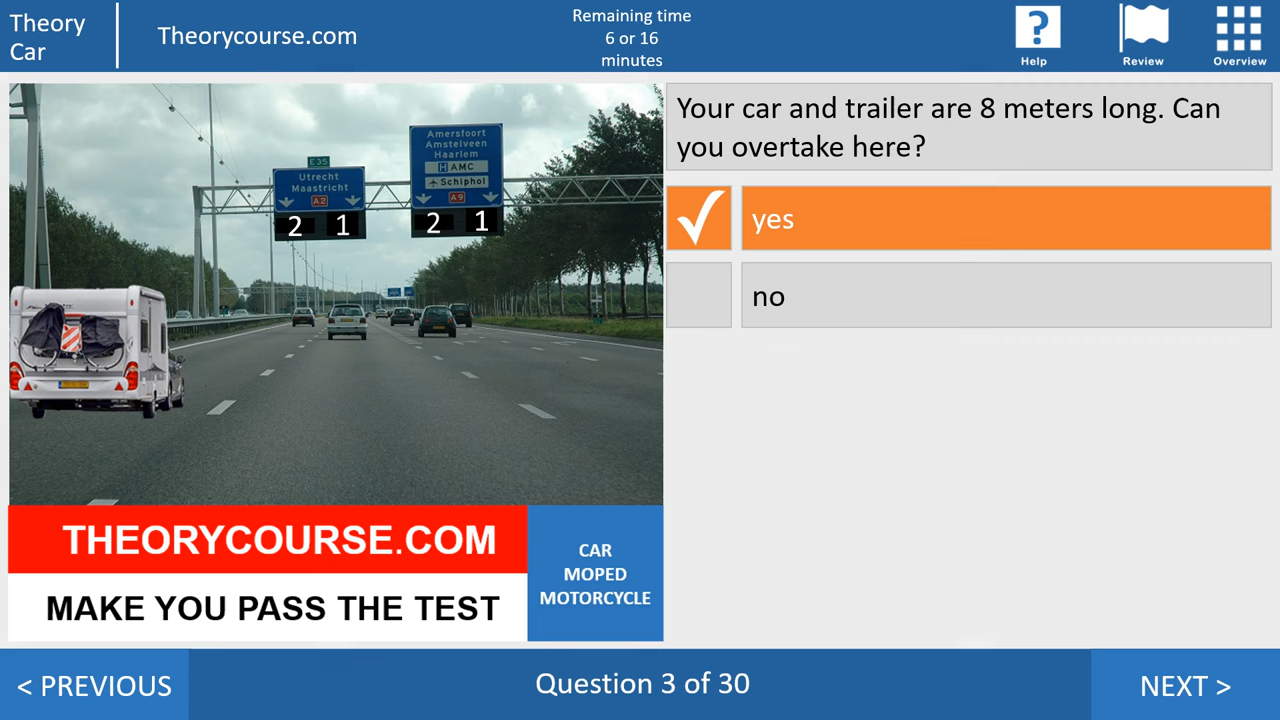 Theory
Car
Theorycourse.com
Remaining time
6 or 16
minutes
?
Help
Review
Overview
E35
Utrecht
Maastricht
A2
2 1
Amersfoort
Amstelveen
Haarlem
H AMC
Schiphol
A9
2 1
Your car and trailer are 8 meters long. Can
you overtake here?
yes
no
THEORYCOURSE.COM
MAKE YOU PASS THE TEST
CAR
MOPED
MOTORCYCLE
< PREVIOUS
Question 3 of 30
NEXT >